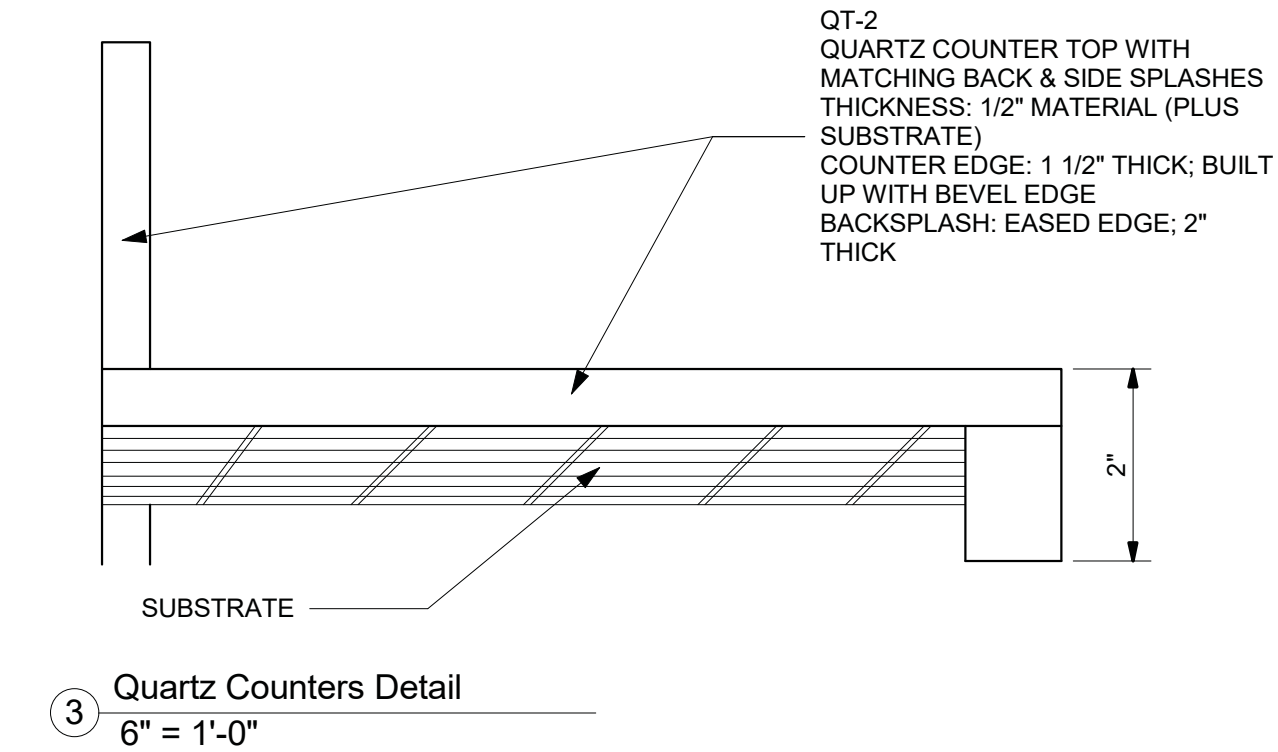 QT-2
QUARTZ COUNTER TOP WITH
MATCHING BACK & SIDE SPLASHES
THICKNESS: 1/2" MATERIAL (PLUS
SUBSTRATE)
COUNTER EDGE: 1 1/2" THICK; BUILT
UP WITH BEVEL EDGE
BACKSPLASH: EASED EDGE; 2"
THICK
2"
SUBSTRATE
3
Quartz Counters Detail
6" = 1'-0"